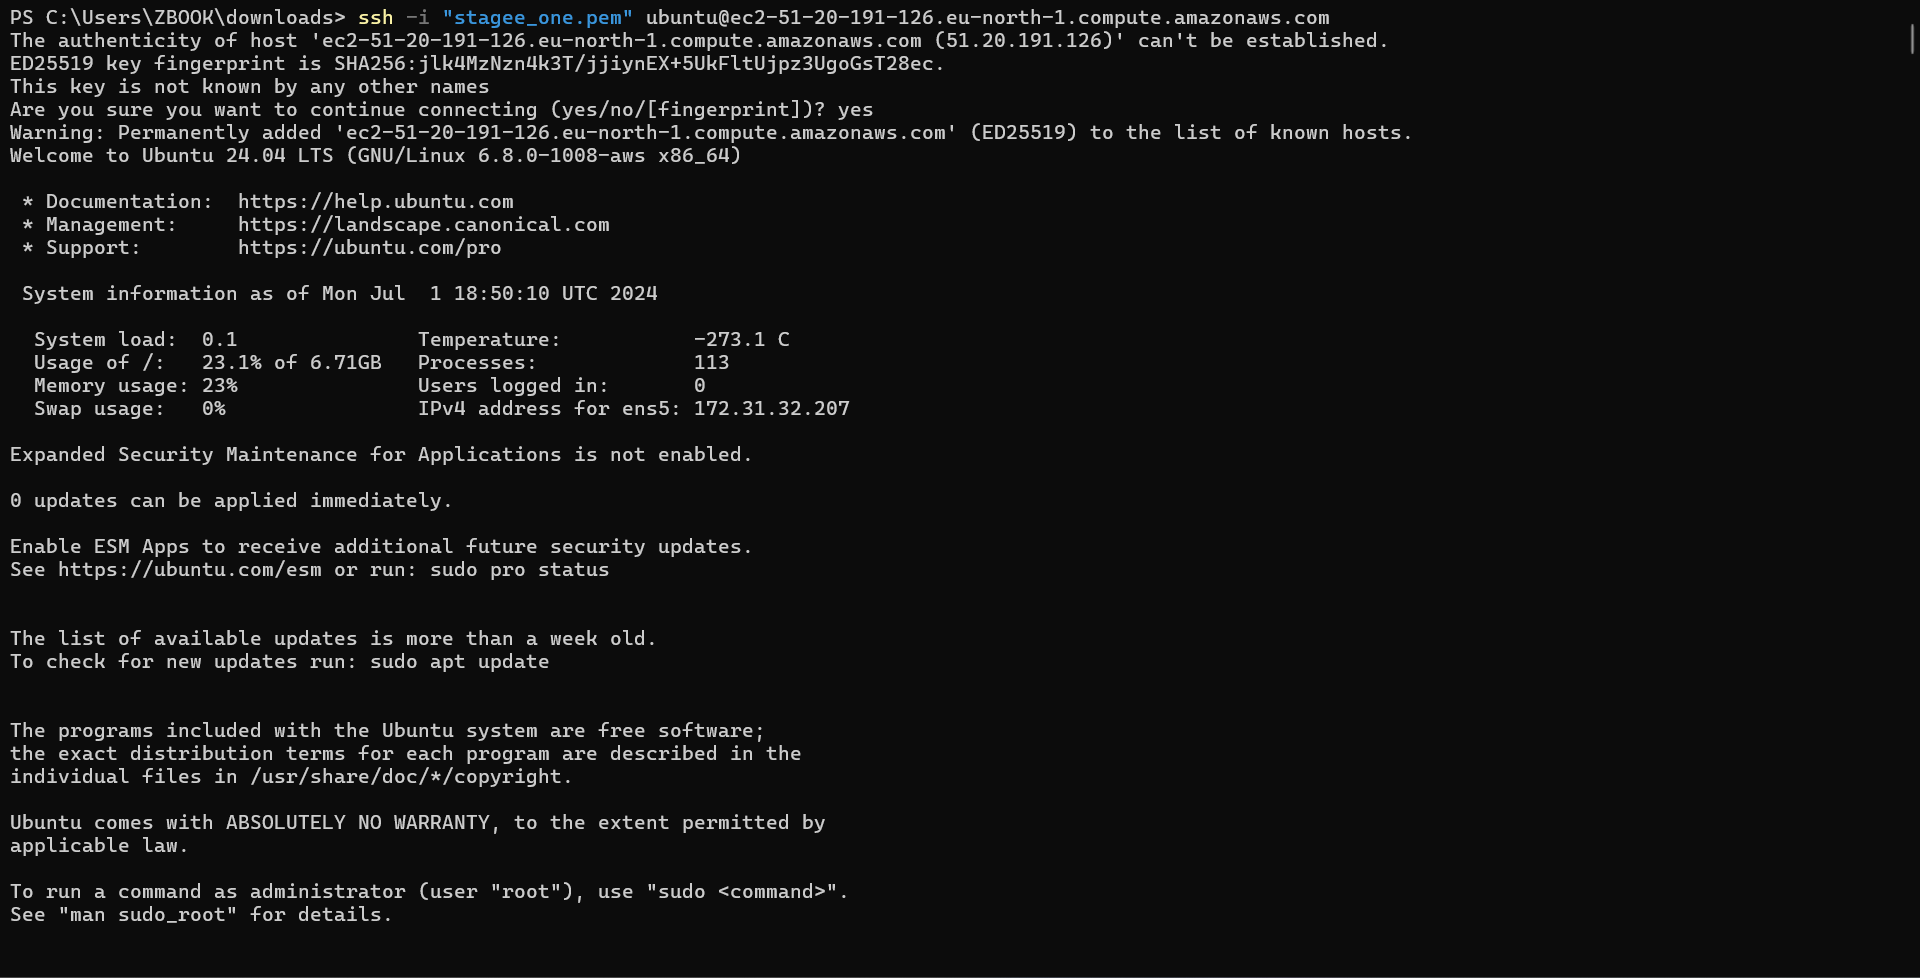 PS C:\Users\ZBOOK\downloads> ssh -i "stagee_one.pem" ubuntu@ec2-51-20-191-126.eu-north-1.compute.amazonaws.com
The authenticity of host 'ec2-51-20-191-126.eu-north-1.compute.amazonaws.com (51.20.191.126)' can't be established.
ED25519 key fingerprint is SHA256:jlk4MzNzn4k3T/jjiynEX+5UkFltUjpz3UgoGsT28ec.
This key is not known by any other names
Are you sure you want to continue connecting (yes/no/[fingerprint])? yes
Warning: Permanently added 'ec2-51-20-191-126.eu-north-1.compute.amazonaws.com' (ED25519) to the list of known hosts.
Welcome to Ubuntu 24.04 LTS (GNU/Linux 6.8.0-1008-aws x86_64)

 * Documentation:  https://help.ubuntu.com
 * Management:     https://landscape.canonical.com
 * Support:        https://ubuntu.com/pro

 System information as of Mon Jul  1 18:50:10 UTC 2024

  System load:  0.1               Temperature:           -273.1 C
  Usage of /:   23.1% of 6.71GB   Processes:             113
  Memory usage: 23%               Users logged in:       0
  Swap usage:   0%                IPv4 address for ens5: 172.31.32.207

Expanded Security Maintenance for Applications is not enabled.

0 updates can be applied immediately.

Enable ESM Apps to receive additional future security updates.
See https://ubuntu.com/esm or run: sudo pro status


The list of available updates is more than a week old.
To check for new updates run: sudo apt update


The programs included with the Ubuntu system are free software;
the exact distribution terms for each program are described in the
individual files in /usr/share/doc/*/copyright.

Ubuntu comes with ABSOLUTELY NO WARRANTY, to the extent permitted by
applicable law.

To run a command as administrator (user "root"), use "sudo <command>".
See "man sudo_root" for details.